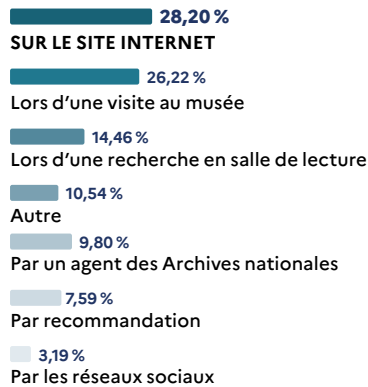 28,20 %
SUR LE SITE INTERNET
26,22 %
Lors d’une visite au musée
14,46 %
Lors d’une recherche en salle de lecture
10,54 %
Autre
9,80 %
Par un agent des Archives nationales
7,59 %
Par recommandation
3,19 %
Par les réseaux sociaux